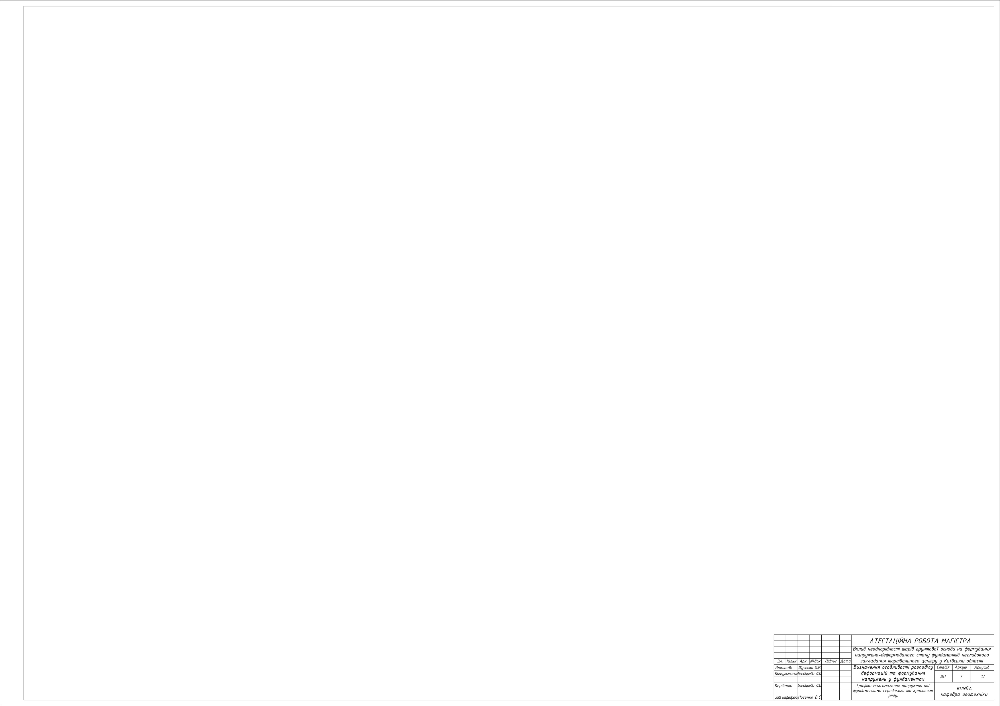 АТЕСТАЦІЙНА РОБОТА МАГІСТРА
Вплив неоднорідності шарів грунтової основи на формування
напружено-деформованого стану фундаментів неглибокого
закладання торгівельного центру у Київській області
Зм. Кільк. Арк. №док. Підпис Дата
Виконав: Жученко О.Р.
Консультант: Бондарева Л.О
Керівник: Бондарева Л.О
Зав. кафедрою: Носенко В.С
Визначення особливості розподілу
деформацій та формування
напружень у фундаментах
Стадія Аркуш Аркушів
ДП 7 13
Графіки максимальних напружень під
фундаментами середнього та крайнього
ряду.
КНУБА
кафедра геотехніки